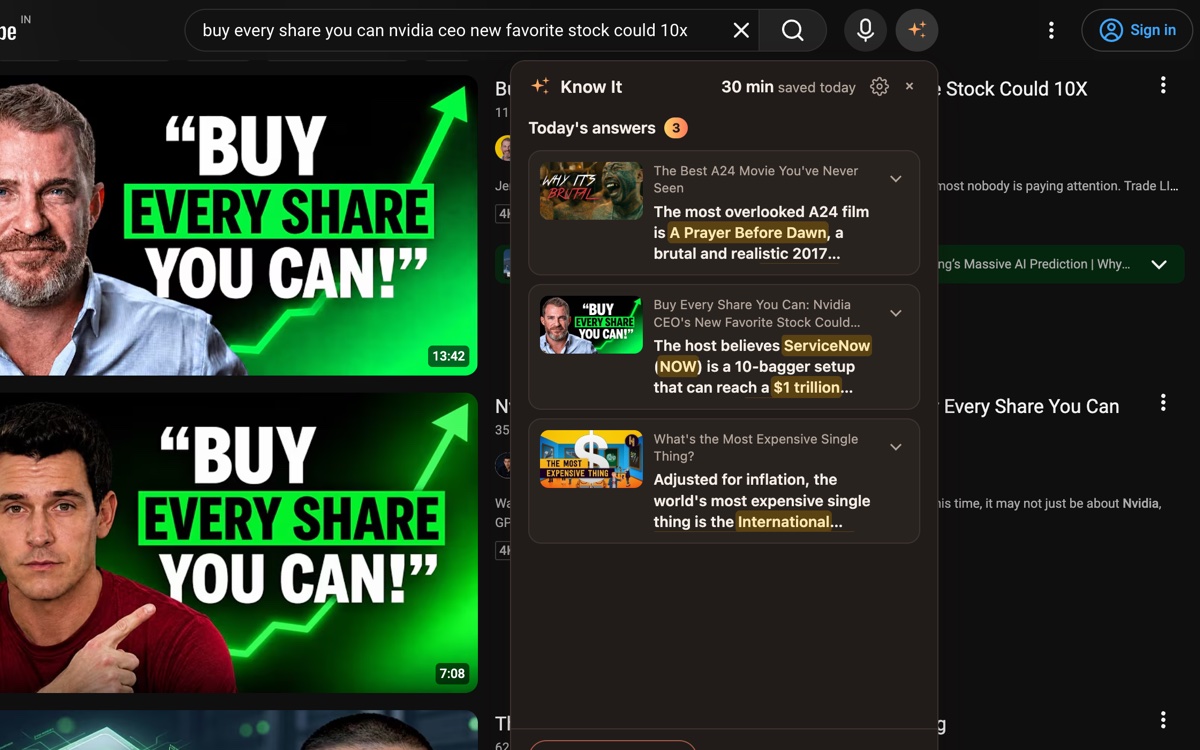 IN
buy every share you can nvidia ceo new favorite stock could 10x
Sign in
"BUY
EVERY SHARE
YOU CAN!"
13:42
Know It
30 min saved today
Today's answers 3
WHY IT'S
BRUTAL
The Best A24 Movie You've Never
Seen
The most overlooked A24 film
is A Prayer Before Dawn, a
brutal and realistic 2017...
"BUY
EVERY SHARE
YOU CAN!"
Buy Every Share You Can: Nvidia
CEO's New Favorite Stock Could...
The host believes ServiceNow
(NOW) is a 10-bagger setup
that can reach a $1 trillion...
THE MOST
EXPENSIVE THING
What's the Most Expensive Single
Thing?
Adjusted for inflation, the
world's most expensive single
thing is the International...
Stock Could 10X
most nobody is paying attention. Trade LI...
ng's Massive AI Prediction | Why...
"BUY
EVERY SHARE
YOU CAN!"
7:08
Every Share You Can
his time, it may not just be about Nvidia,